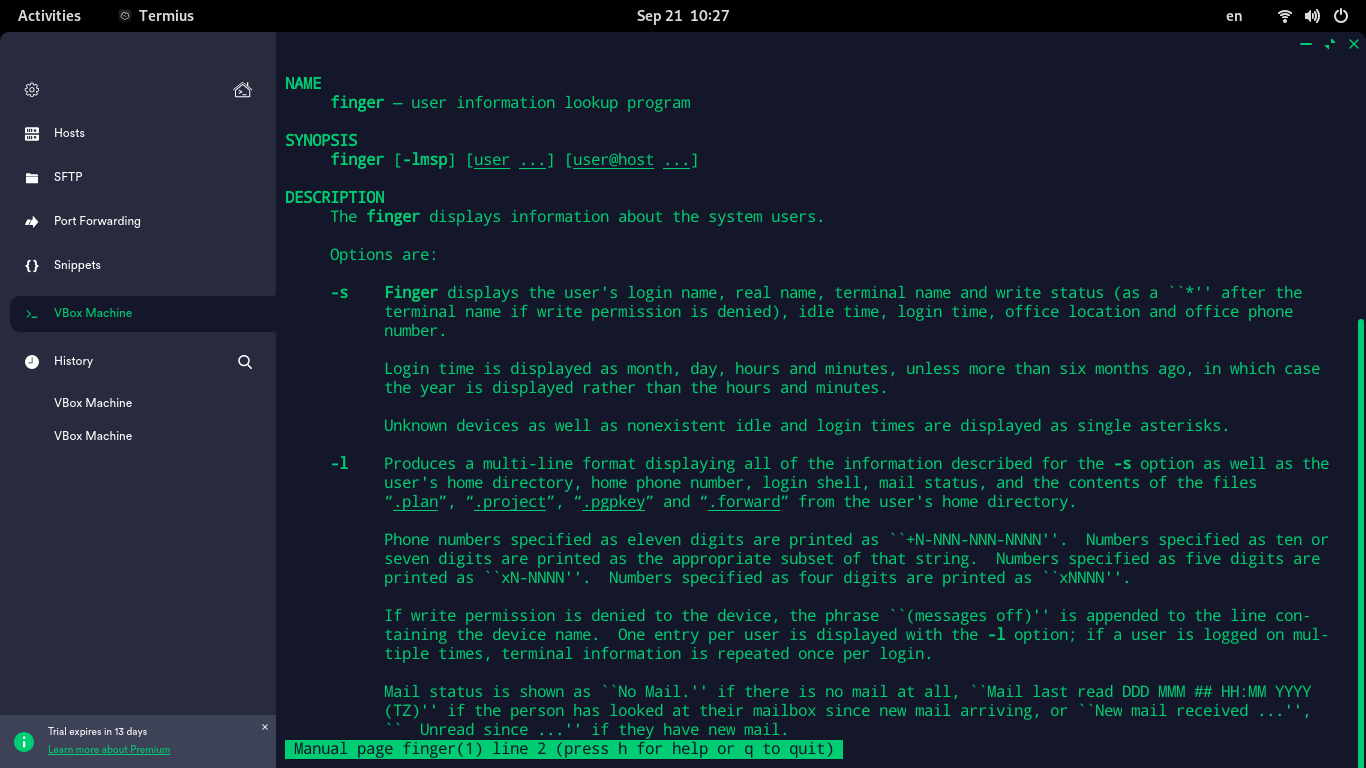 Activities
Termius
Sep 21  10:27
en
Hosts
SFTP
Port Forwarding
Snippets
VBox Machine
History
VBox Machine
VBox Machine
Trial expires in 13 days
Learn more about Premium
NAME
finger — user information lookup program
SYNOPSIS
finger [-lmsp] [user ...] [user@host ...]
DESCRIPTION
The finger displays information about the system users.
Options are:
-s    Finger displays the user's login name, real name, terminal name and write status (as a ``*'' after the
terminal name if write permission is denied), idle time, login time, office location and office phone
number.
Login time is displayed as month, day, hours and minutes, unless more than six months ago, in which case
the year is displayed rather than the hours and minutes.
Unknown devices as well as nonexistent idle and login times are displayed as single asterisks.
-l    Produces a multi-line format displaying all of the information described for the -s option as well as the
user's home directory, home phone number, login shell, mail status, and the contents of the files
“.plan”, “.project”, “.pgpkey” and “.forward” from the user's home directory.
Phone numbers specified as eleven digits are printed as ``+N-NNN-NNN-NNNN''.  Numbers specified as ten or
seven digits are printed as the appropriate subset of that string.  Numbers specified as five digits are
printed as ``xN-NNNN''.  Numbers specified as four digits are printed as ``xNNNN''.
If write permission is denied to the device, the phrase ``(messages off)'' is appended to the line con-
taining the device name.  One entry per user is displayed with the -l option; if a user is logged on mul-
tiple times, terminal information is repeated once per login.
Mail status is shown as ``No Mail.'' if there is no mail at all, ``Mail last read DDD MMM ## HH:MM YYYY
(TZ)'' if the person has looked at their mailbox since new mail arriving, or ``New mail received ...'',
``  Unread since ...'' if they have new mail.
Manual page finger(1) line 2 (press h for help or q to quit)